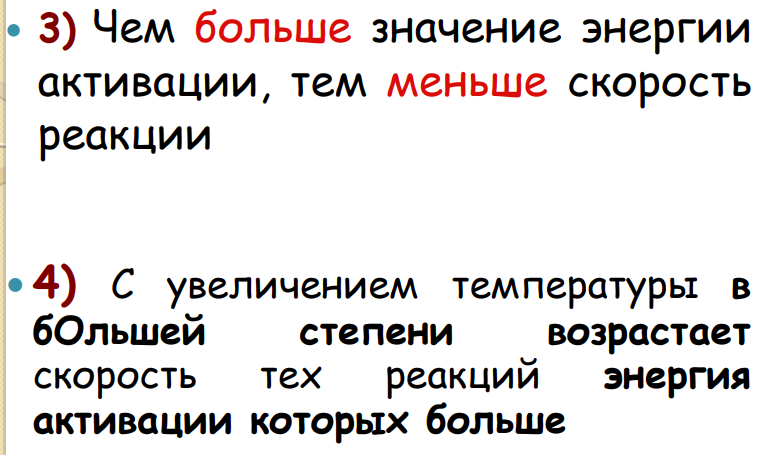 • 3) Чем больше значение энергии
активации, тем меньше скорость
реакции
• 4) С увеличением температуры в
бОльшей степени возрастает
скорость тех реакций энергия
активации которых больше